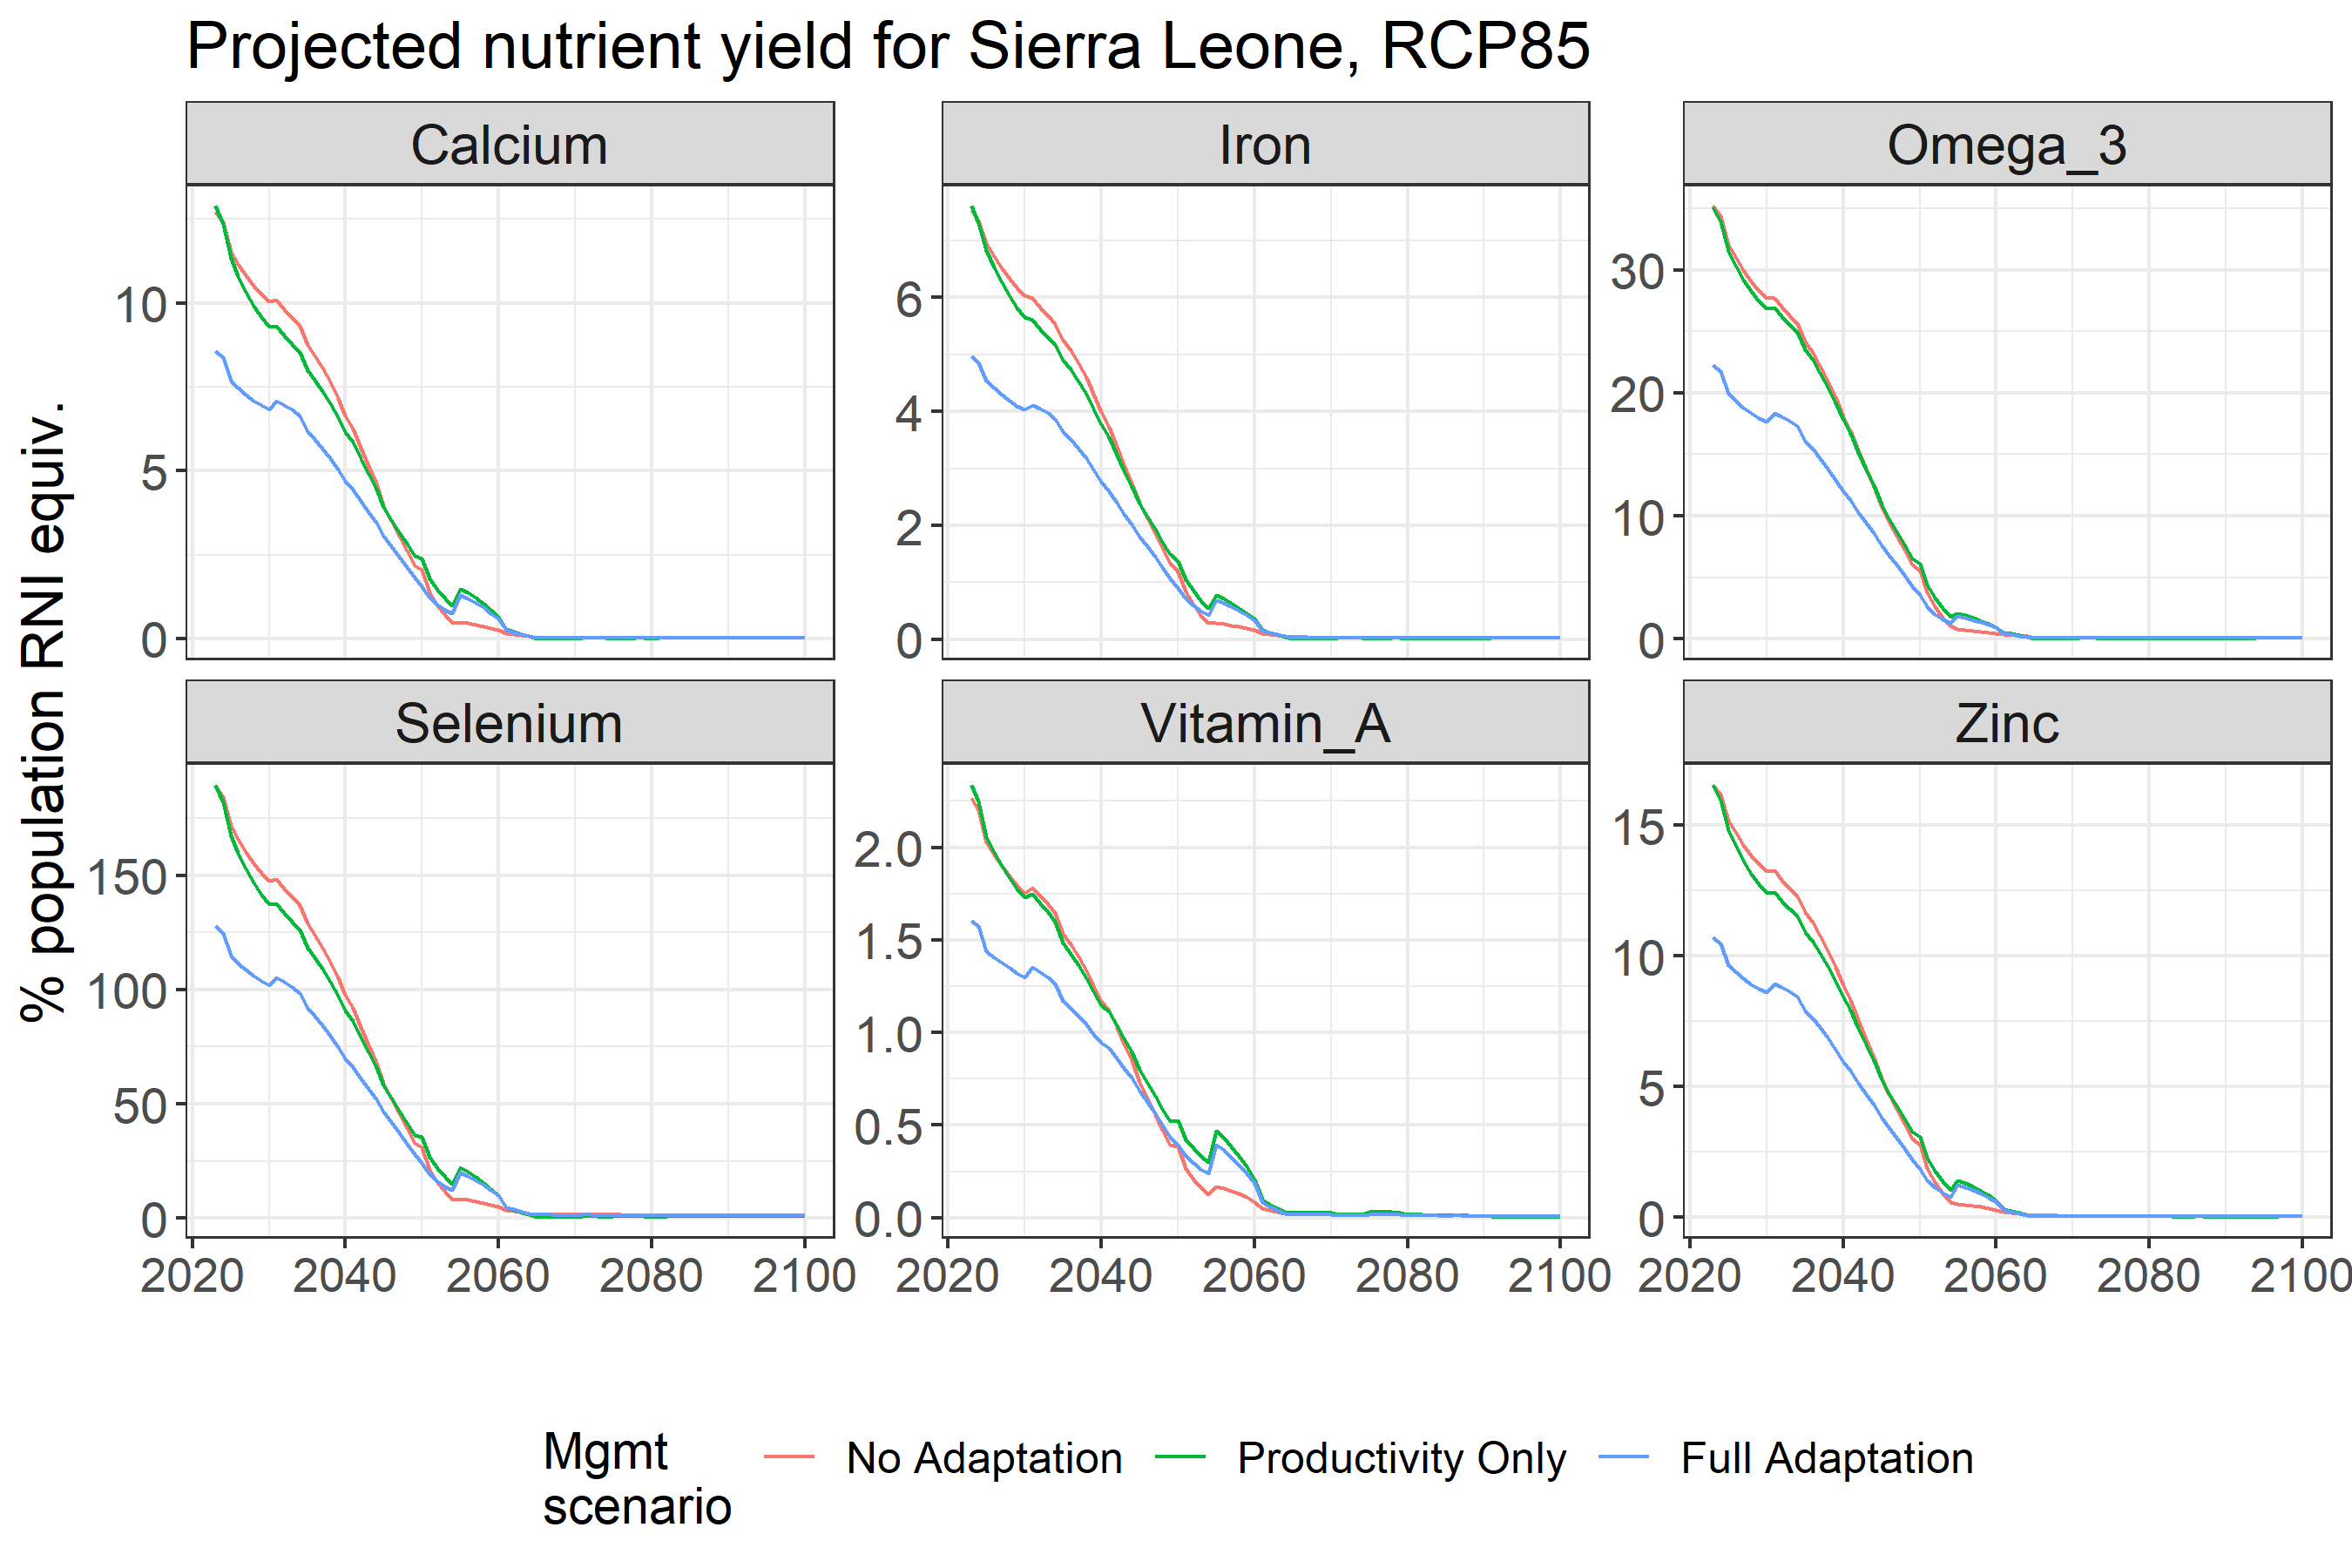 Projected nutrient yield for Sierra Leone, RCP85
% population RNI equiv.
Calcium
10
5
0
Iron
6
4
2
0
Omega_3
30
20
10
0
Selenium
150
100
50
0
2020 2040 2060 2080 2100
Vitamin_A
2.0
1.5
1.0
0.5
0.0
2020 2040 2060 2080 2100
Zinc
15
10
5
0
2020 2040 2060 2080 2100
Mgmt
scenario
No Adaptation
Productivity Only
Full Adaptation